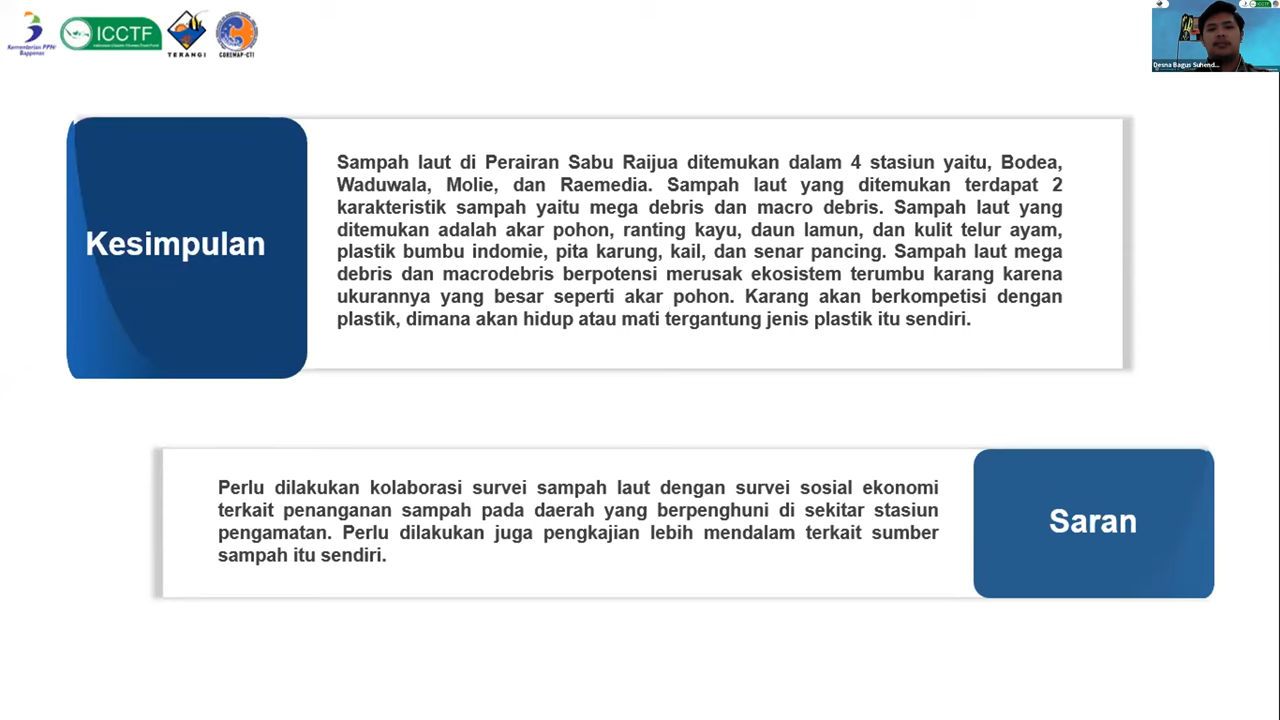 Kementerian PPN/
Bappenas
ICCTF
TERANGI
COREMAP-CTI
Desna Bagus Suhend...
Kesimpulan
Sampah laut di Perairan Sabu Raijua ditemukan dalam 4 stasiun yaitu, Bodea,
Waduwala, Molie, dan Raemedia. Sampah laut yang ditemukan terdapat 2
karakteristik sampah yaitu mega debris dan macro debris. Sampah laut yang
ditemukan adalah akar pohon, ranting kayu, daun lamun, dan kulit telur ayam,
plastik bumbu indomie, pita karung, kail, dan senar pancing. Sampah laut mega
debris dan macrodebris berpotensi merusak ekosistem terumbu karang karena
ukurannya yang besar seperti akar pohon. Karang akan berkompetisi dengan
plastik, dimana akan hidup atau mati tergantung jenis plastik itu sendiri.
Perlu dilakukan kolaborasi survei sampah laut dengan survei sosial ekonomi
terkait penanganan sampah pada daerah yang berpenghuni di sekitar stasiun
pengamatan. Perlu dilakukan juga pengkajian lebih mendalam terkait sumber
sampah itu sendiri.
Saran